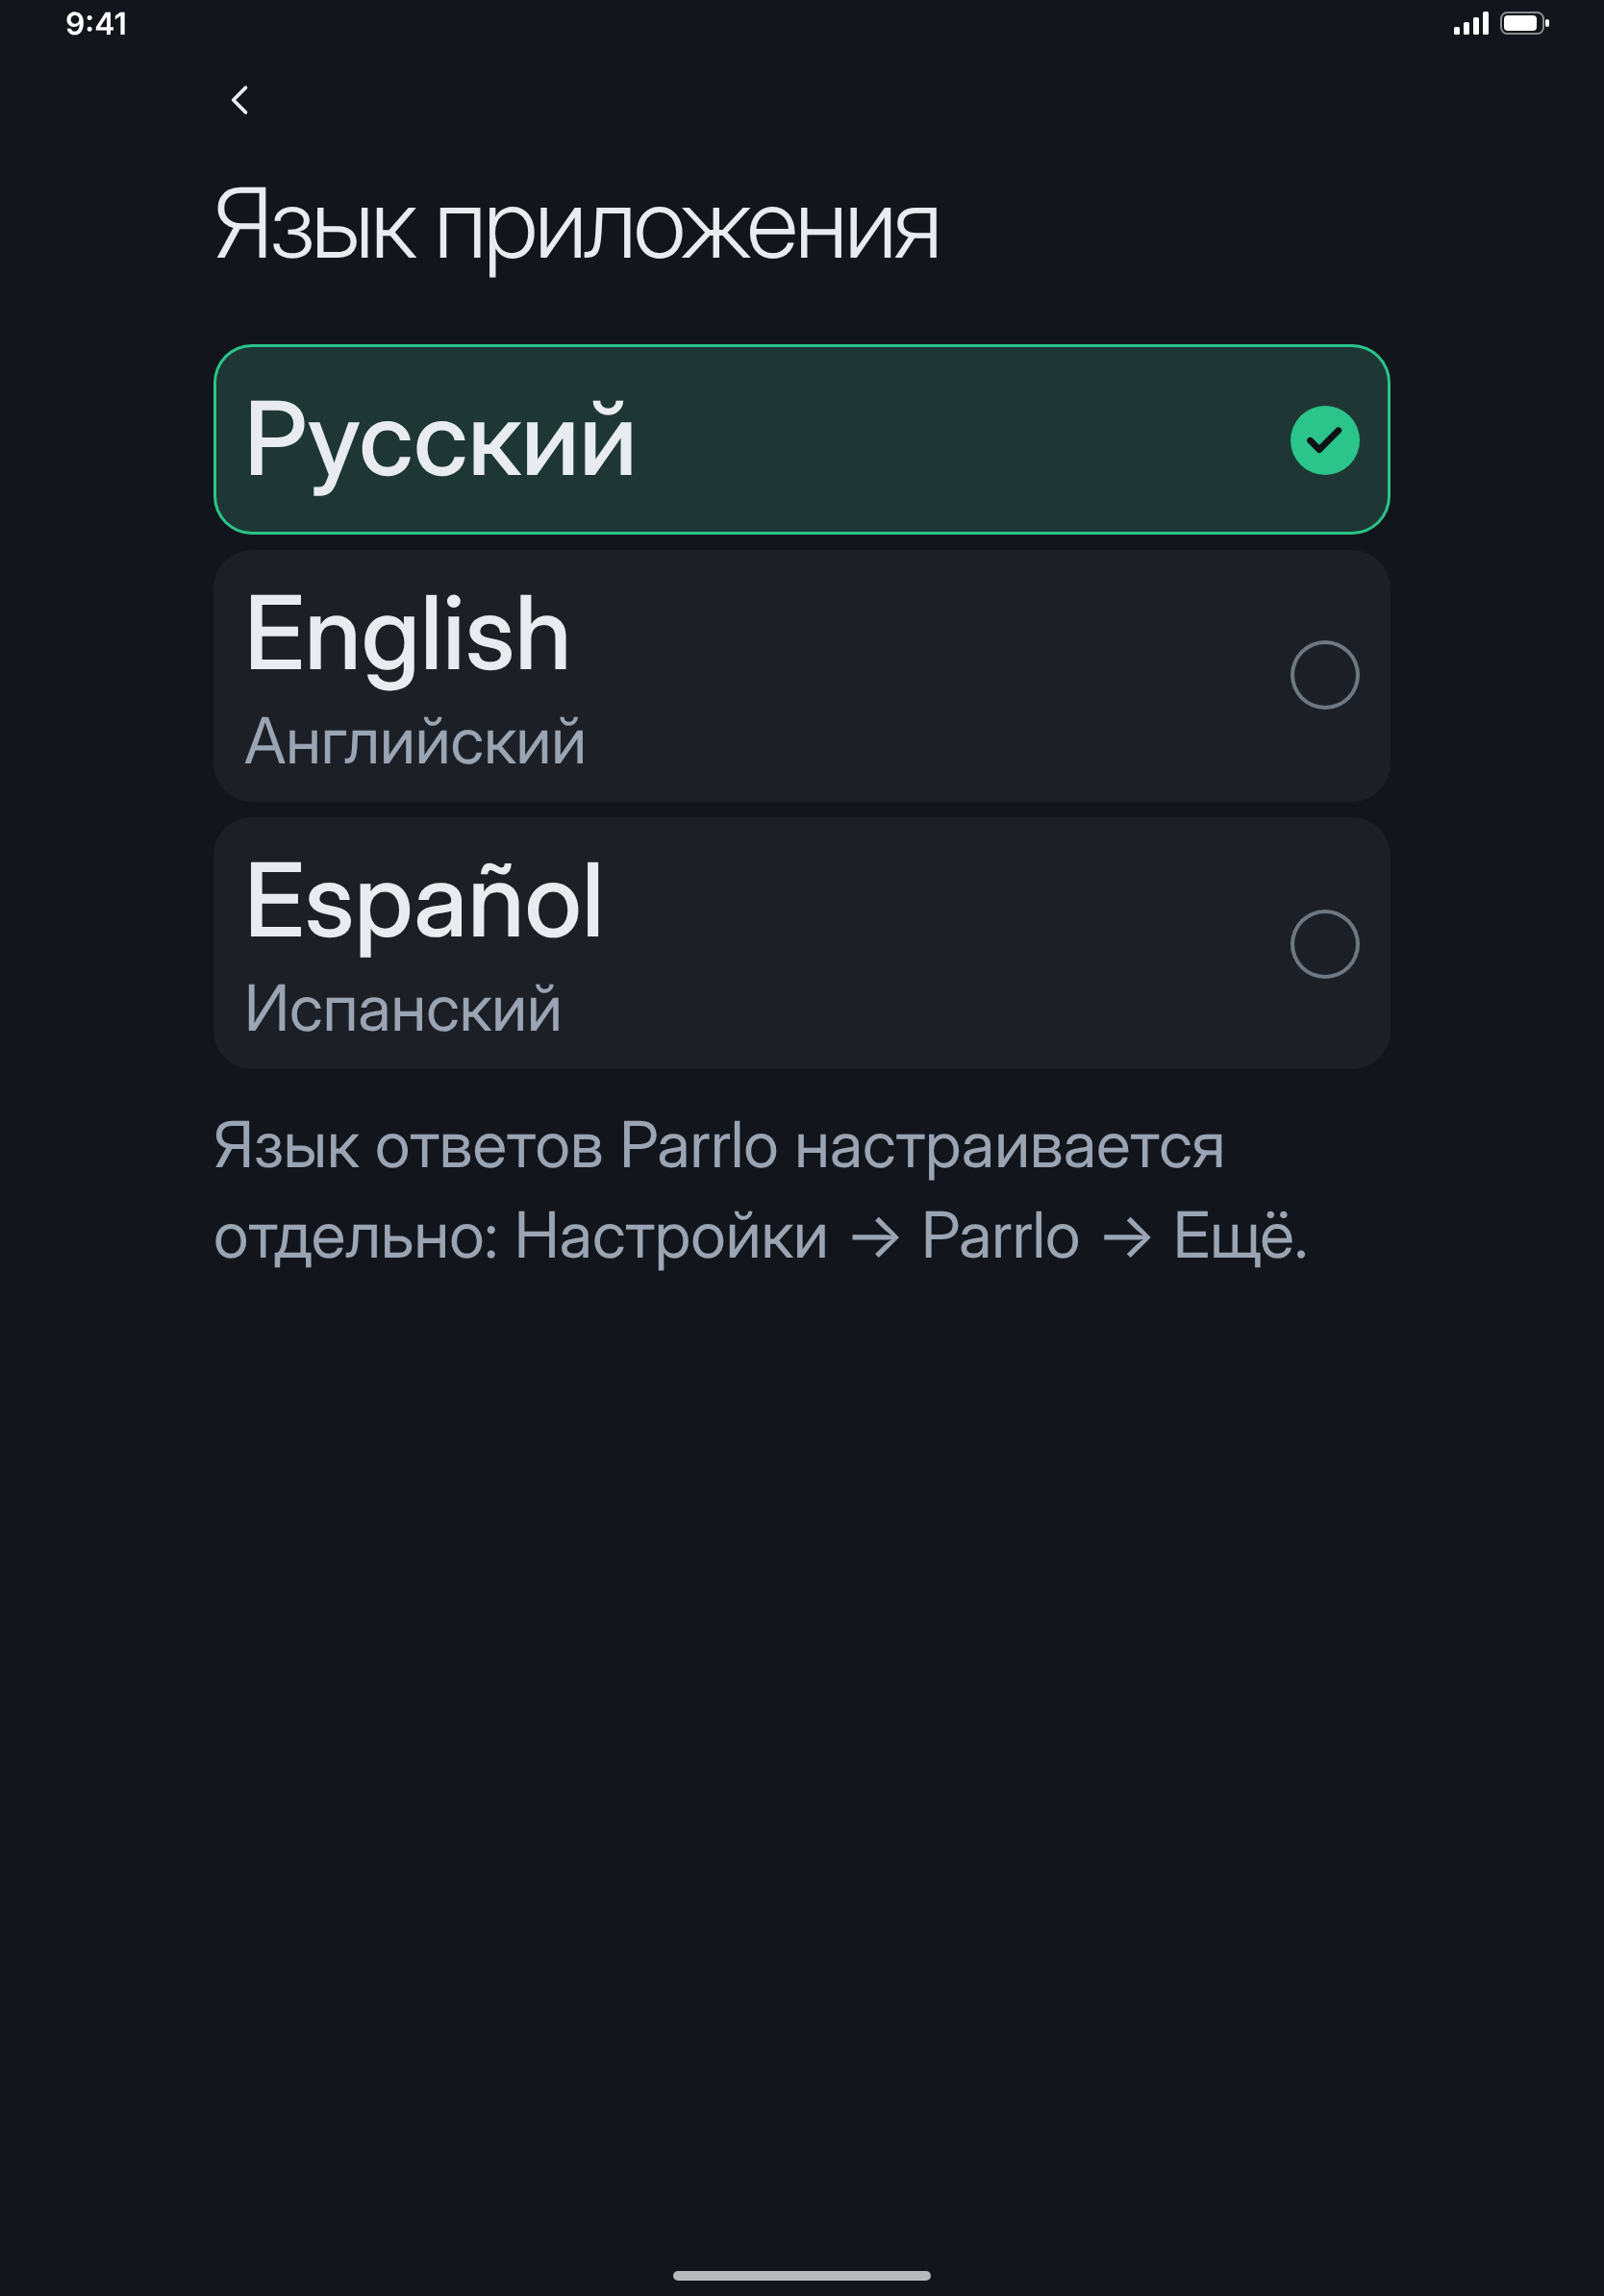 9:41
Язык приложения
Русский
English
Английский
Español
Испанский
Язык ответов Parrlo настраивается
отдельно: Настройки → Parrlo → Ещё.